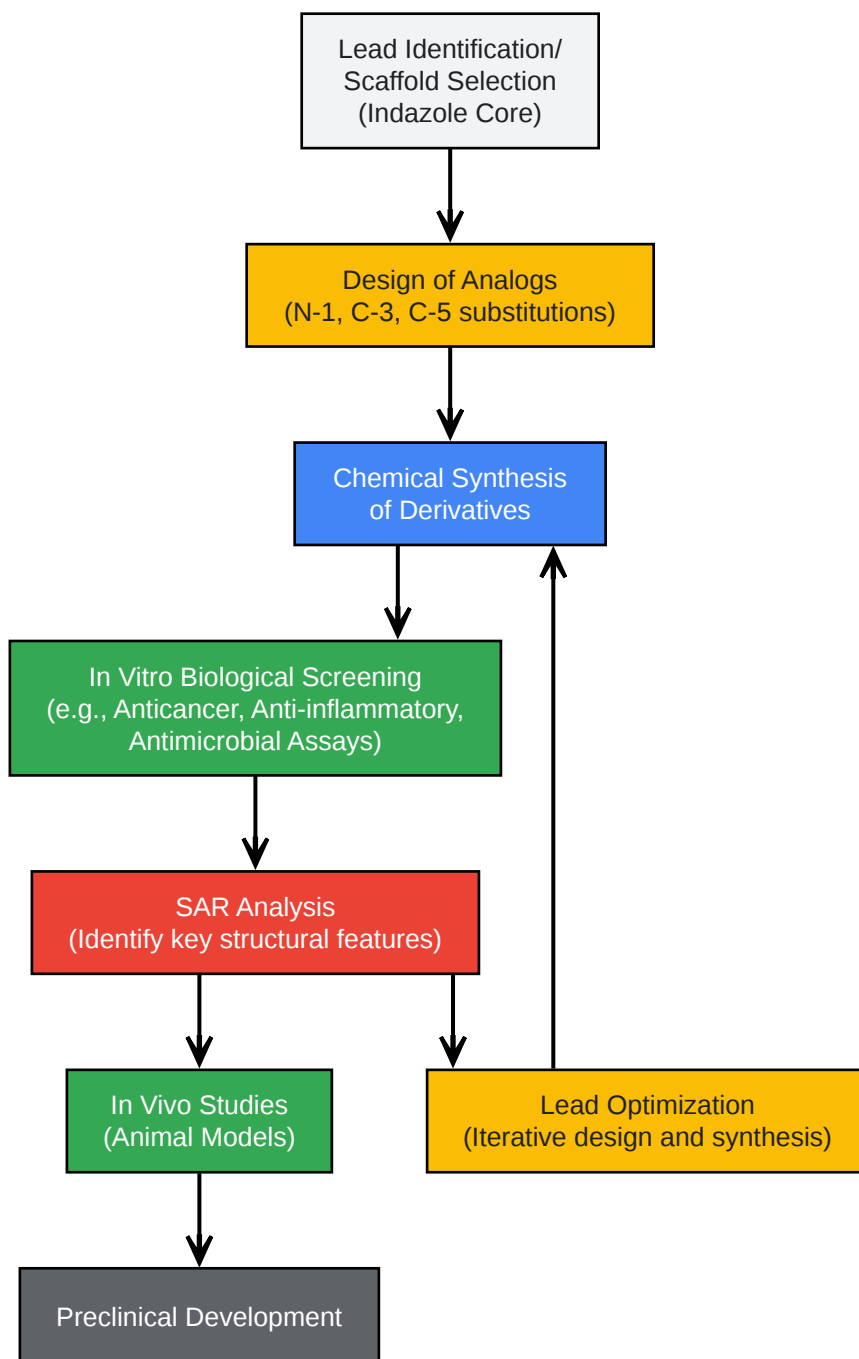 Lead Identification/
Scaffold Selection
(Indazole Core)
Design of Analogs
(N-1, C-3, C-5 substitutions)
Chemical Synthesis
of Derivatives
In Vitro Biological Screening
(e.g., Anticancer, Anti-inflammatory,
Antimicrobial Assays)
SAR Analysis
(Identify key structural features)
In Vivo Studies
(Animal Models)
Lead Optimization
(Iterative design and synthesis)
Preclinical Development